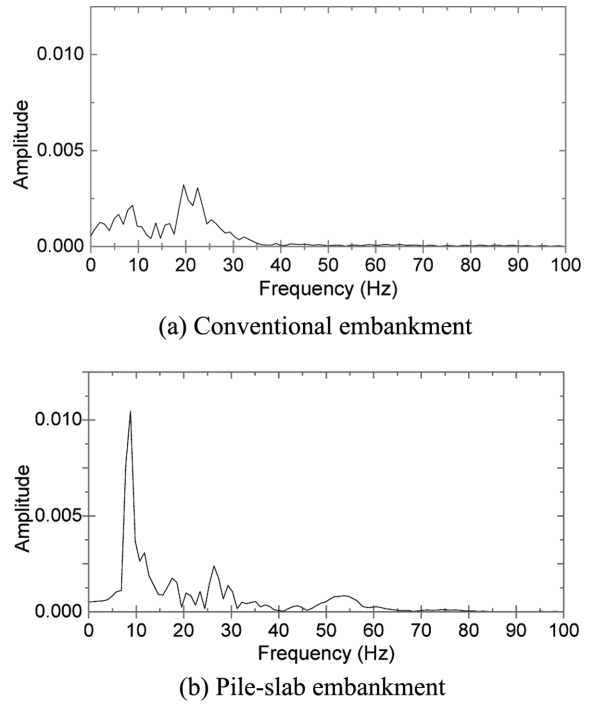 0.010
0.005
0.000
Amplitude
0 10 20 30 40 50 60 70 80 90 100
Frequency (Hz)
(a) Conventional embankment
0.010
0.005
0.000
Amplitude
0 10 20 30 40 50 60 70 80 90 100
Frequency (Hz)
(b) Pile-slab embankment